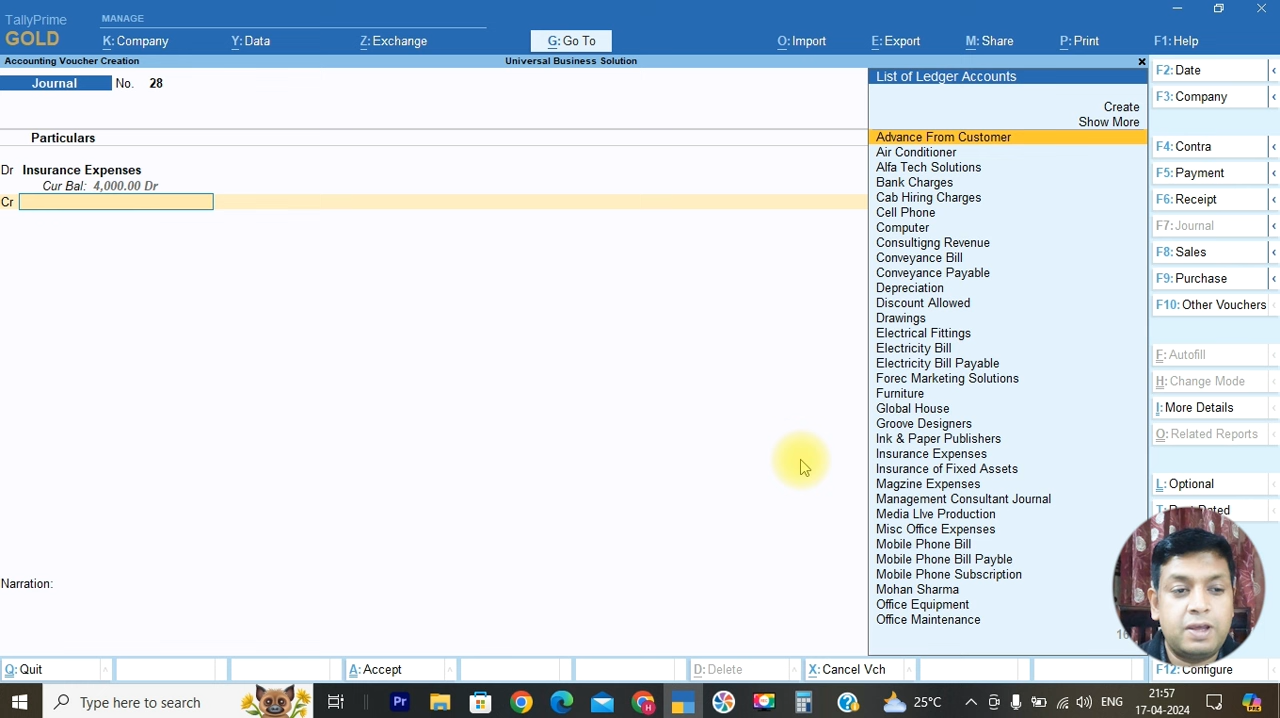 TallyPrime
GOLD
MANAGE
K: Company
Y: Data
Z: Exchange
G: Go To
O: Import
E: Export
M: Share
P: Print
F1: Help
Accounting Voucher Creation
Universal Business Solution
Journal
No. 28
Particulars
Dr Insurance Expenses
Cur Bal: 4,000.00 Dr
Cr
Narration:
List of Ledger Accounts
Create
Show More
Advance From Customer
Air Conditioner
Alfa Tech Solutions
Bank Charges
Cab Hiring Charges
Cell Phone
Computer
Consultigng Revenue
Conveyance Bill
Conveyance Payable
Depreciation
Discount Allowed
Drawings
Electrical Fittings
Electricity Bill
Electricity Bill Payable
Forec Marketing Solutions
Furniture
Global House
Groove Designers
Ink & Paper Publishers
Insurance Expenses
Insurance of Fixed Assets
Magzine Expenses
Management Consultant Journal
Media LIve Production
Misc Office Expenses
Mobile Phone Bill
Mobile Phone Bill Payble
Mobile Phone Subscription
Mohan Sharma
Office Equipment
Office Maintenance
F2: Date
F3: Company
F4: Contra
F5: Payment
F6: Receipt
F7: Journal
F8: Sales
F9: Purchase
F10: Other Vouchers
F: Autofill
H: Change Mode
I: More Details
O: Related Reports
L: Optional
F12: Configure
Q: Quit
A: Accept
D: Delete
X: Cancel Vch
Type here to search
Pr
25°C
ENG
21:57
17-04-2024